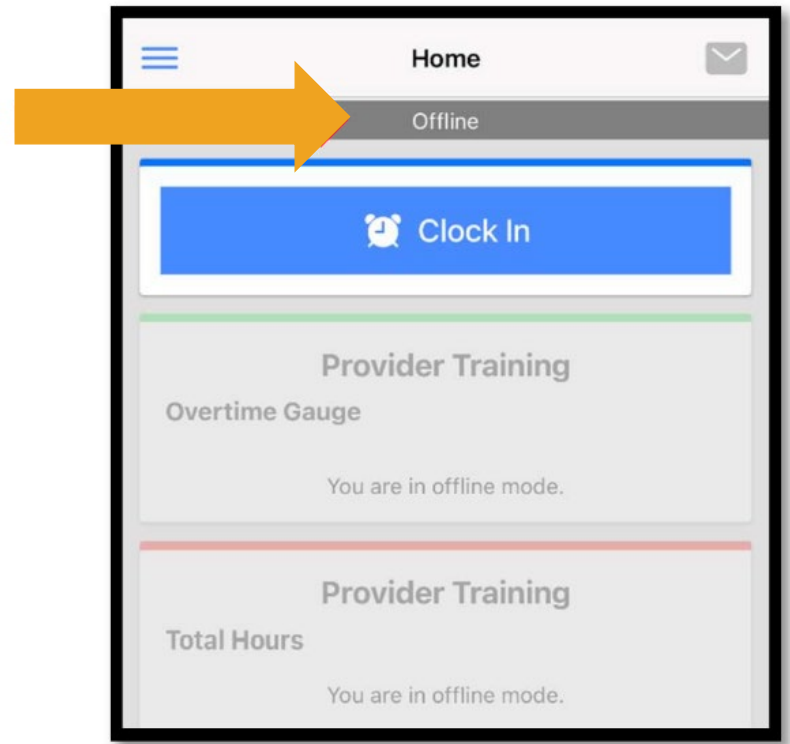 Home
Offline
Clock In
Provider Training
Overtime Gauge
You are in offline mode.
Provider Training
Total Hours
You are in offline mode.